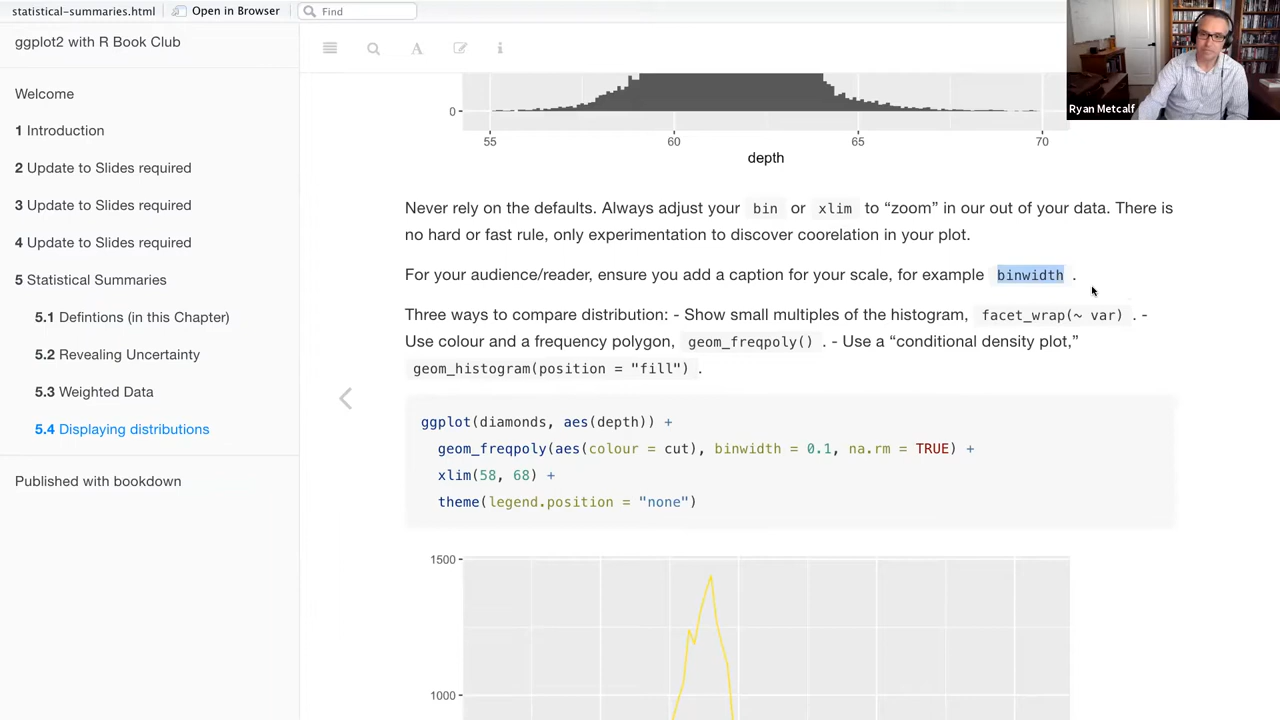 statistical-summaries.html
Open in Browser
Find
ggplot2 with R Book Club
Welcome
1 Introduction
2 Update to Slides required
3 Update to Slides required
4 Update to Slides required
5 Statistical Summaries
5.1 Defintions (in this Chapter)
5.2 Revealing Uncertainty
5.3 Weighted Data
5.4 Displaying distributions
Published with bookdown
A
i
Ryan Metcalf
0
55 60 65 70
depth
Never rely on the defaults. Always adjust your bin or xlim to “zoom” in our out of your data. There is
no hard or fast rule, only experimentation to discover coorelation in your plot.
For your audience/reader, ensure you add a caption for your scale, for example binwidth .
Three ways to compare distribution: - Show small multiples of the histogram, facet_wrap(~ var) . -
Use colour and a frequency polygon, geom_freqpoly() . - Use a “conditional density plot,”
geom_histogram(position = "fill") .
ggplot(diamonds, aes(depth)) +
geom_freqpoly(aes(colour = cut), binwidth = 0.1, na.rm = TRUE) +
xlim(58, 68) +
theme(legend.position = "none")
1500
1000